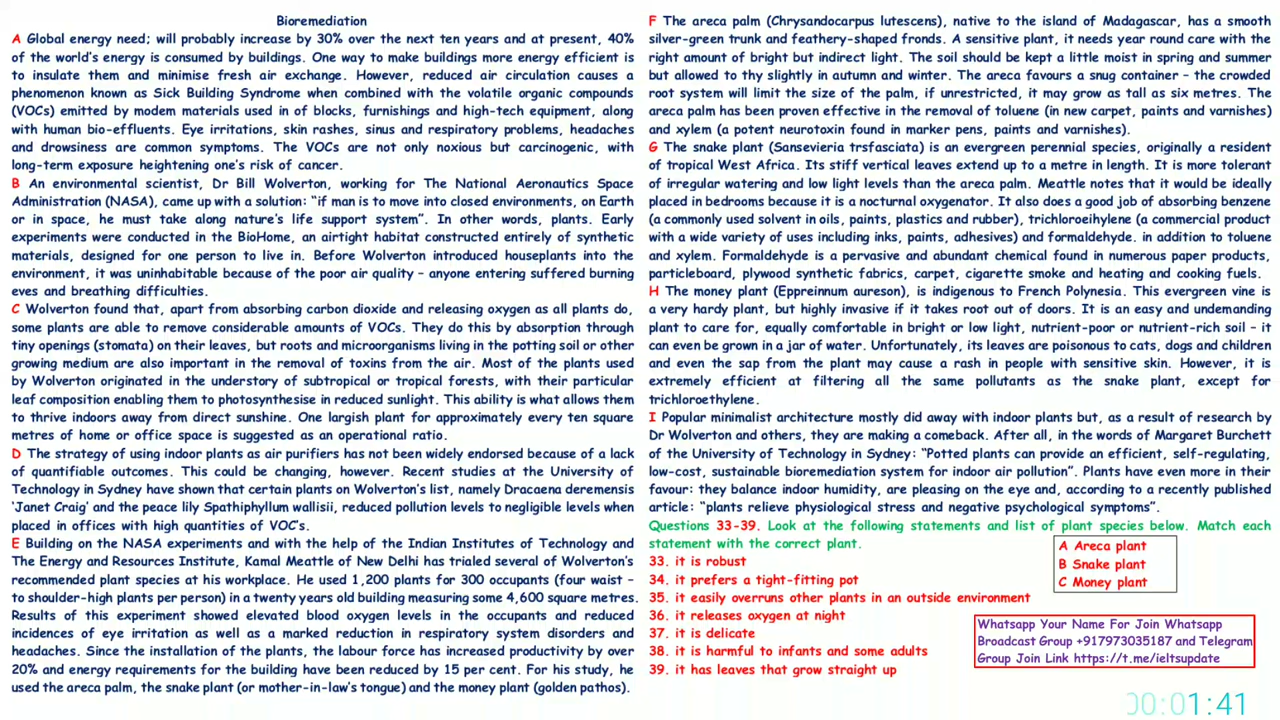 Bioremediation
A Global energy need; will probably increase by 30% over the next ten years and at present, 40%
of the world's energy is consumed by buildings. One way to make buildings more energy efficient is
to insulate them and minimise fresh air exchange. However, reduced air circulation causes a
phenomenon known as Sick Building Syndrome when combined with the volatile organic compounds
(VOCs) emitted by modem materials used in of blocks, furnishings and high-tech equipment, along
with human bio-effluents. Eye irritations, skin rashes, sinus and respiratory problems, headaches
and drowsiness are common symptoms. The VOCs are not only noxious but carcinogenic, with
long-term exposure heightening one's risk of cancer.
B An environmental scientist, Dr Bill Wolverton, working for The National Aeronautics Space
Administration (NASA), came up with a solution: "if man is to move into closed environments, on Earth
or in space, he must take along nature's life support system". In other words, plants. Early
experiments were conducted in the BioHome, an airtight habitat constructed entirely of synthetic
materials, designed for one person to live in. Before Wolverton introduced houseplants into the
environment, it was uninhabitable because of the poor air quality – anyone entering suffered burning
eves and breathing difficulties.
C Wolverton found that, apart from absorbing carbon dioxide and releasing oxygen as all plants do,
some plants are able to remove considerable amounts of VOCs. They do this by absorption through
tiny openings (stomata) on their leaves, but roots and microorganisms living in the potting soil or other
growing medium are also important in the removal of toxins from the air. Most of the plants used
by Wolverton originated in the understory of subtropical or tropical forests, with their particular
leaf composition enabling them to photosynthesise in reduced sunlight. This ability is what allows them
to thrive indoors away from direct sunshine. One largish plant for approximately every ten square
metres of home or office space is suggested as an operational ratio.
D The strategy of using indoor plants as air purifiers has not been widely endorsed because of a lack
of quantifiable outcomes. This could be changing, however. Recent studies at the University of
Technology in Sydney have shown that certain plants on Wolverton's list, namely Dracaena deremensis
'Janet Craig' and the peace lily Spathiphyllum wallisii, reduced pollution levels to negligible levels when
placed in offices with high quantities of VOC's.
E Building on the NASA experiments and with the help of the Indian Institutes of Technology and
The Energy and Resources Institute, Kamal Meattle of New Delhi has trialed several of Wolverton's
recommended plant species at his workplace. He used 1,200 plants for 300 occupants (four waist –
to shoulder-high plants per person) in a twenty years old building measuring some 4,600 square metres.
Results of this experiment showed elevated blood oxygen levels in the occupants and reduced
incidences of eye irritation as well as a marked reduction in respiratory system disorders and
headaches. Since the installation of the plants, the labour force has increased productivity by over
20% and energy requirements for the building have been reduced by 15 per cent. For his study, he
used the areca palm, the snake plant (or mother-in-law's tongue) and the money plant (golden pathos).
F The areca palm (Chrysandocarpus lutescens), native to the island of Madagascar, has a smooth
silver-green trunk and feathery-shaped fronds. A sensitive plant, it needs year round care with the
right amount of bright but indirect light. The soil should be kept a little moist in spring and summer
but allowed to thy slightly in autumn and winter. The areca favours a snug container – the crowded
root system will limit the size of the palm, if unrestricted, it may grow as tall as six metres. The
areca palm has been proven effective in the removal of toluene (in new carpet, paints and varnishes)
and xylem (a potent neurotoxin found in marker pens, paints and varnishes).
G The snake plant (Sansevieria trsfasciata) is an evergreen perennial species, originally a resident
of tropical West Africa. Its stiff vertical leaves extend up to a metre in length. It is more tolerant
of irregular watering and low light levels than the areca palm. Meattle notes that it would be ideally
placed in bedrooms because it is a nocturnal oxygenator. It also does a good job of absorbing benzene
(a commonly used solvent in oils, paints, plastics and rubber), trichloroeihylene (a commercial product
with a wide variety of uses including inks, paints, adhesives) and formaldehyde. in addition to toluene
and xylem. Formaldehyde is a pervasive and abundant chemical found in numerous paper products,
particleboard, plywood synthetic fabrics, carpet, cigarette smoke and heating and cooking fuels.
H The money plant (Eppreinnum aureson), is indigenous to French Polynesia. This evergreen vine is
a very hardy plant, but highly invasive if it takes root out of doors. It is an easy and undemanding
plant to care for, equally comfortable in bright or low light, nutrient-poor or nutrient-rich soil – it
can even be grown in a jar of water. Unfortunately, its leaves are poisonous to cats, dogs and children
and even the sap from the plant may cause a rash in people with sensitive skin. However, it is
extremely efficient at filtering all the same pollutants as the snake plant, except for
trichloroethylene.
I Popular minimalist architecture mostly did away with indoor plants but, as a result of research by
Dr Wolverton and others, they are making a comeback. After all, in the words of Margaret Burchett
of the University of Technology in Sydney: "Potted plants can provide an efficient, self-regulating,
low-cost, sustainable bioremediation system for indoor air pollution". Plants have even more in their
favour: they balance indoor humidity, are pleasing on the eye and, according to a recently published
article: "plants relieve physiological stress and negative psychological symptoms".
Questions 33-39. Look at the following statements and list of plant species below. Match each
statement with the correct plant.
A Areca plant
B Snake plant
C Money plant
33. it is robust
34. it prefers a tight-fitting pot
35. it easily overruns other plants in an outside environment
36. it releases oxygen at night
37. it is delicate
38. it is harmful to infants and some adults
39. it has leaves that grow straight up
Whatsapp Your Name For Join Whatsapp
Broadcast Group +917973035187 and Telegram
Group Join Link https://t.me/ieltsupdate
00:01:41